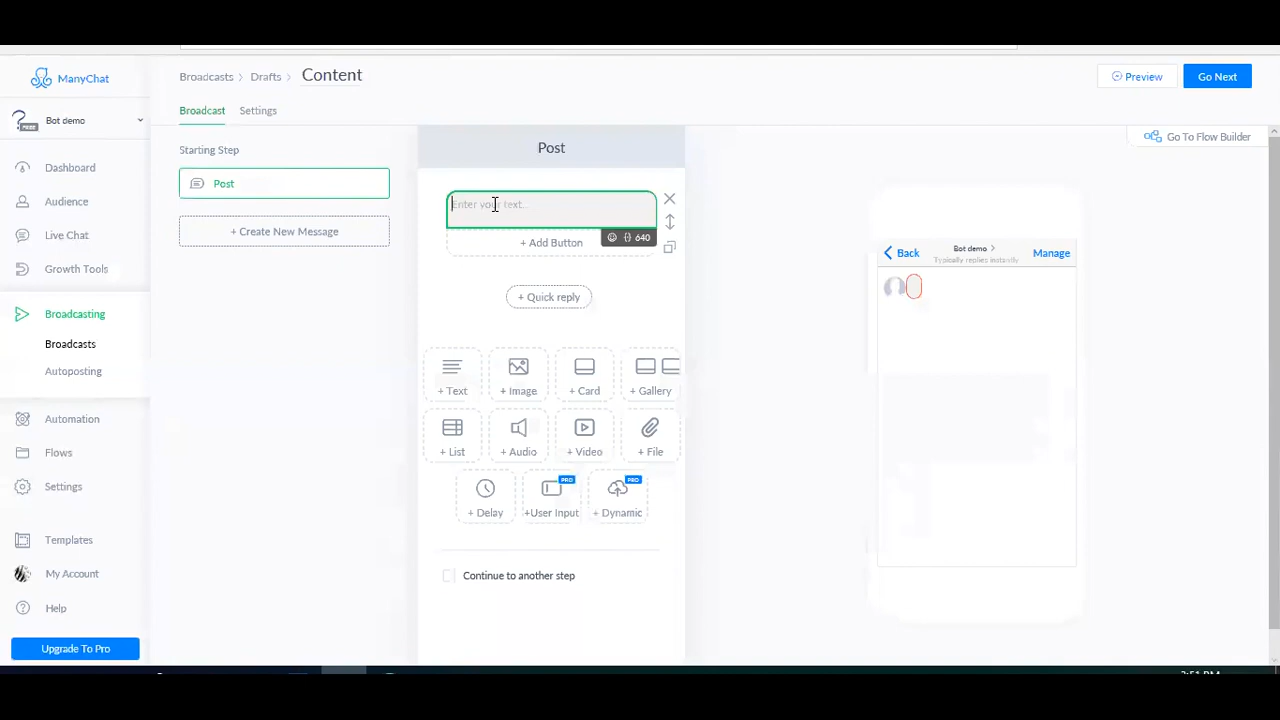 ManyChat
Broadcasts > Drafts > Content
Preview
Go Next
Bot demo
Broadcast
Settings
Go To Flow Builder
Dashboard
Audience
Live Chat
Growth Tools
Broadcasting
Broadcasts
Autoposting
Automation
Flows
Settings
Templates
My Account
Help
Upgrade To Pro
Starting Step
Post
+ Create New Message
Post
Enter your text...
+ Add Button
{} 640
+ Quick reply
+ Text
+ Image
+ Card
+ Gallery
+ List
+ Audio
+ Video
+ File
PRO
PRO
+ Delay
+User Input
+ Dynamic
Continue to another step
Back
Bot demo >
Typically replies instantly
Manage